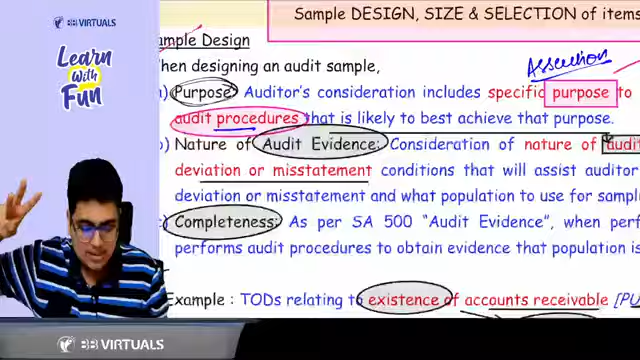 BB VIRTUALS
Learn
With
Fun
Sample DESIGN, SIZE & SELECTION of items
ample Design
hen designing an audit sample,
Assertion
) Purpose: Auditor's consideration includes specific purpose to
audit procedures that is likely to best achieve that purpose.
) Nature of Audit Evidence: Consideration of nature of audit
deviation or misstatement conditions that will assist auditor
deviation or misstatement and what population to use for sampl
Completeness: As per SA 500 "Audit Evidence", when perf
performs audit procedures to obtain evidence that population is
Example : TODs relating to existence of accounts receivable
BB VIRTUALS